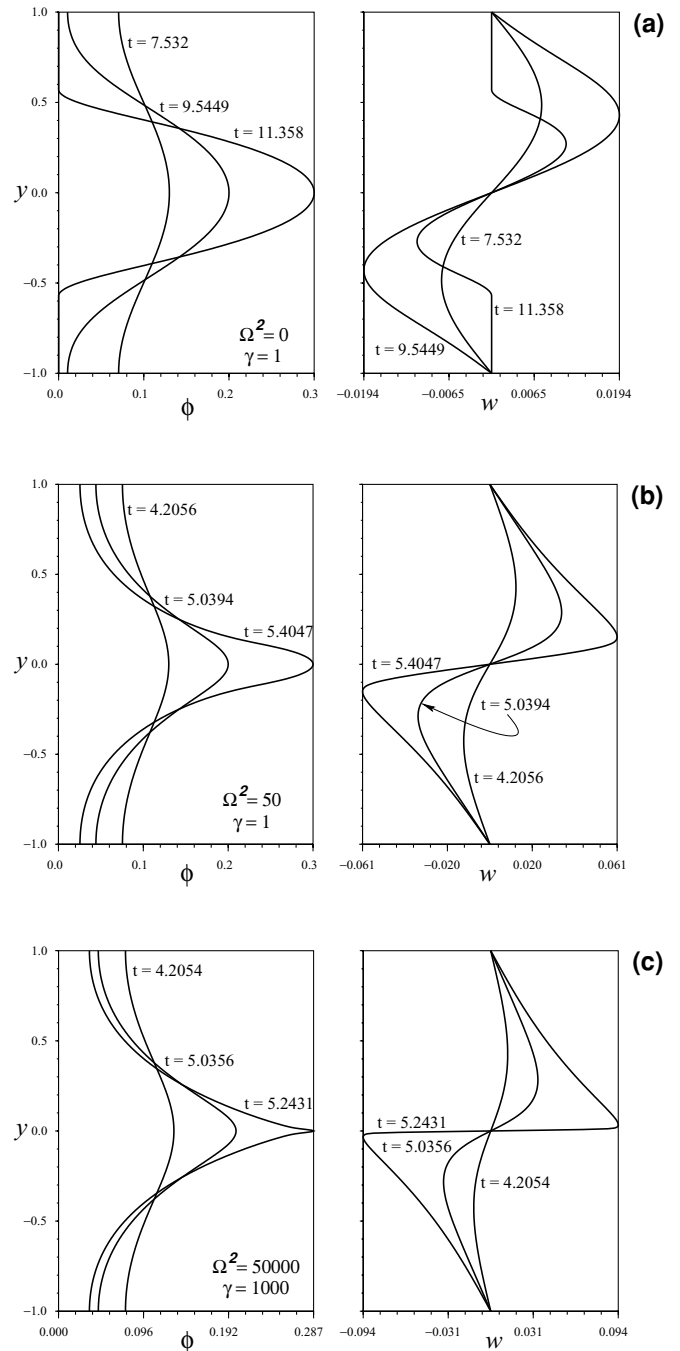 (a)
1.0
0.5
0.0
−0.5
−1.0
y
t = 7.532
t = 9.5449
t = 11.358
Ω²= 0
γ = 1
0.0
0.1
0.2
0.3
ϕ
t = 7.532
t = 11.358
t = 9.5449
−0.0194
−0.0065
0.0065
0.0194
w
(b)
1.0
0.5
0.0
−0.5
−1.0
y
t = 4.2056
t = 5.0394
t = 5.4047
Ω²= 50
γ = 1
0.0
0.1
0.2
0.3
ϕ
t = 5.4047
t = 5.0394
t = 4.2056
−0.061
−0.020
0.020
0.061
w
(c)
1.0
0.5
0.0
−0.5
−1.0
y
t = 4.2054
t = 5.0356
t = 5.2431
Ω²= 50000
γ = 1000
0.000
0.096
0.192
0.287
ϕ
t = 5.2431
t = 5.0356
t = 4.2054
−0.094
−0.031
0.031
0.094
w